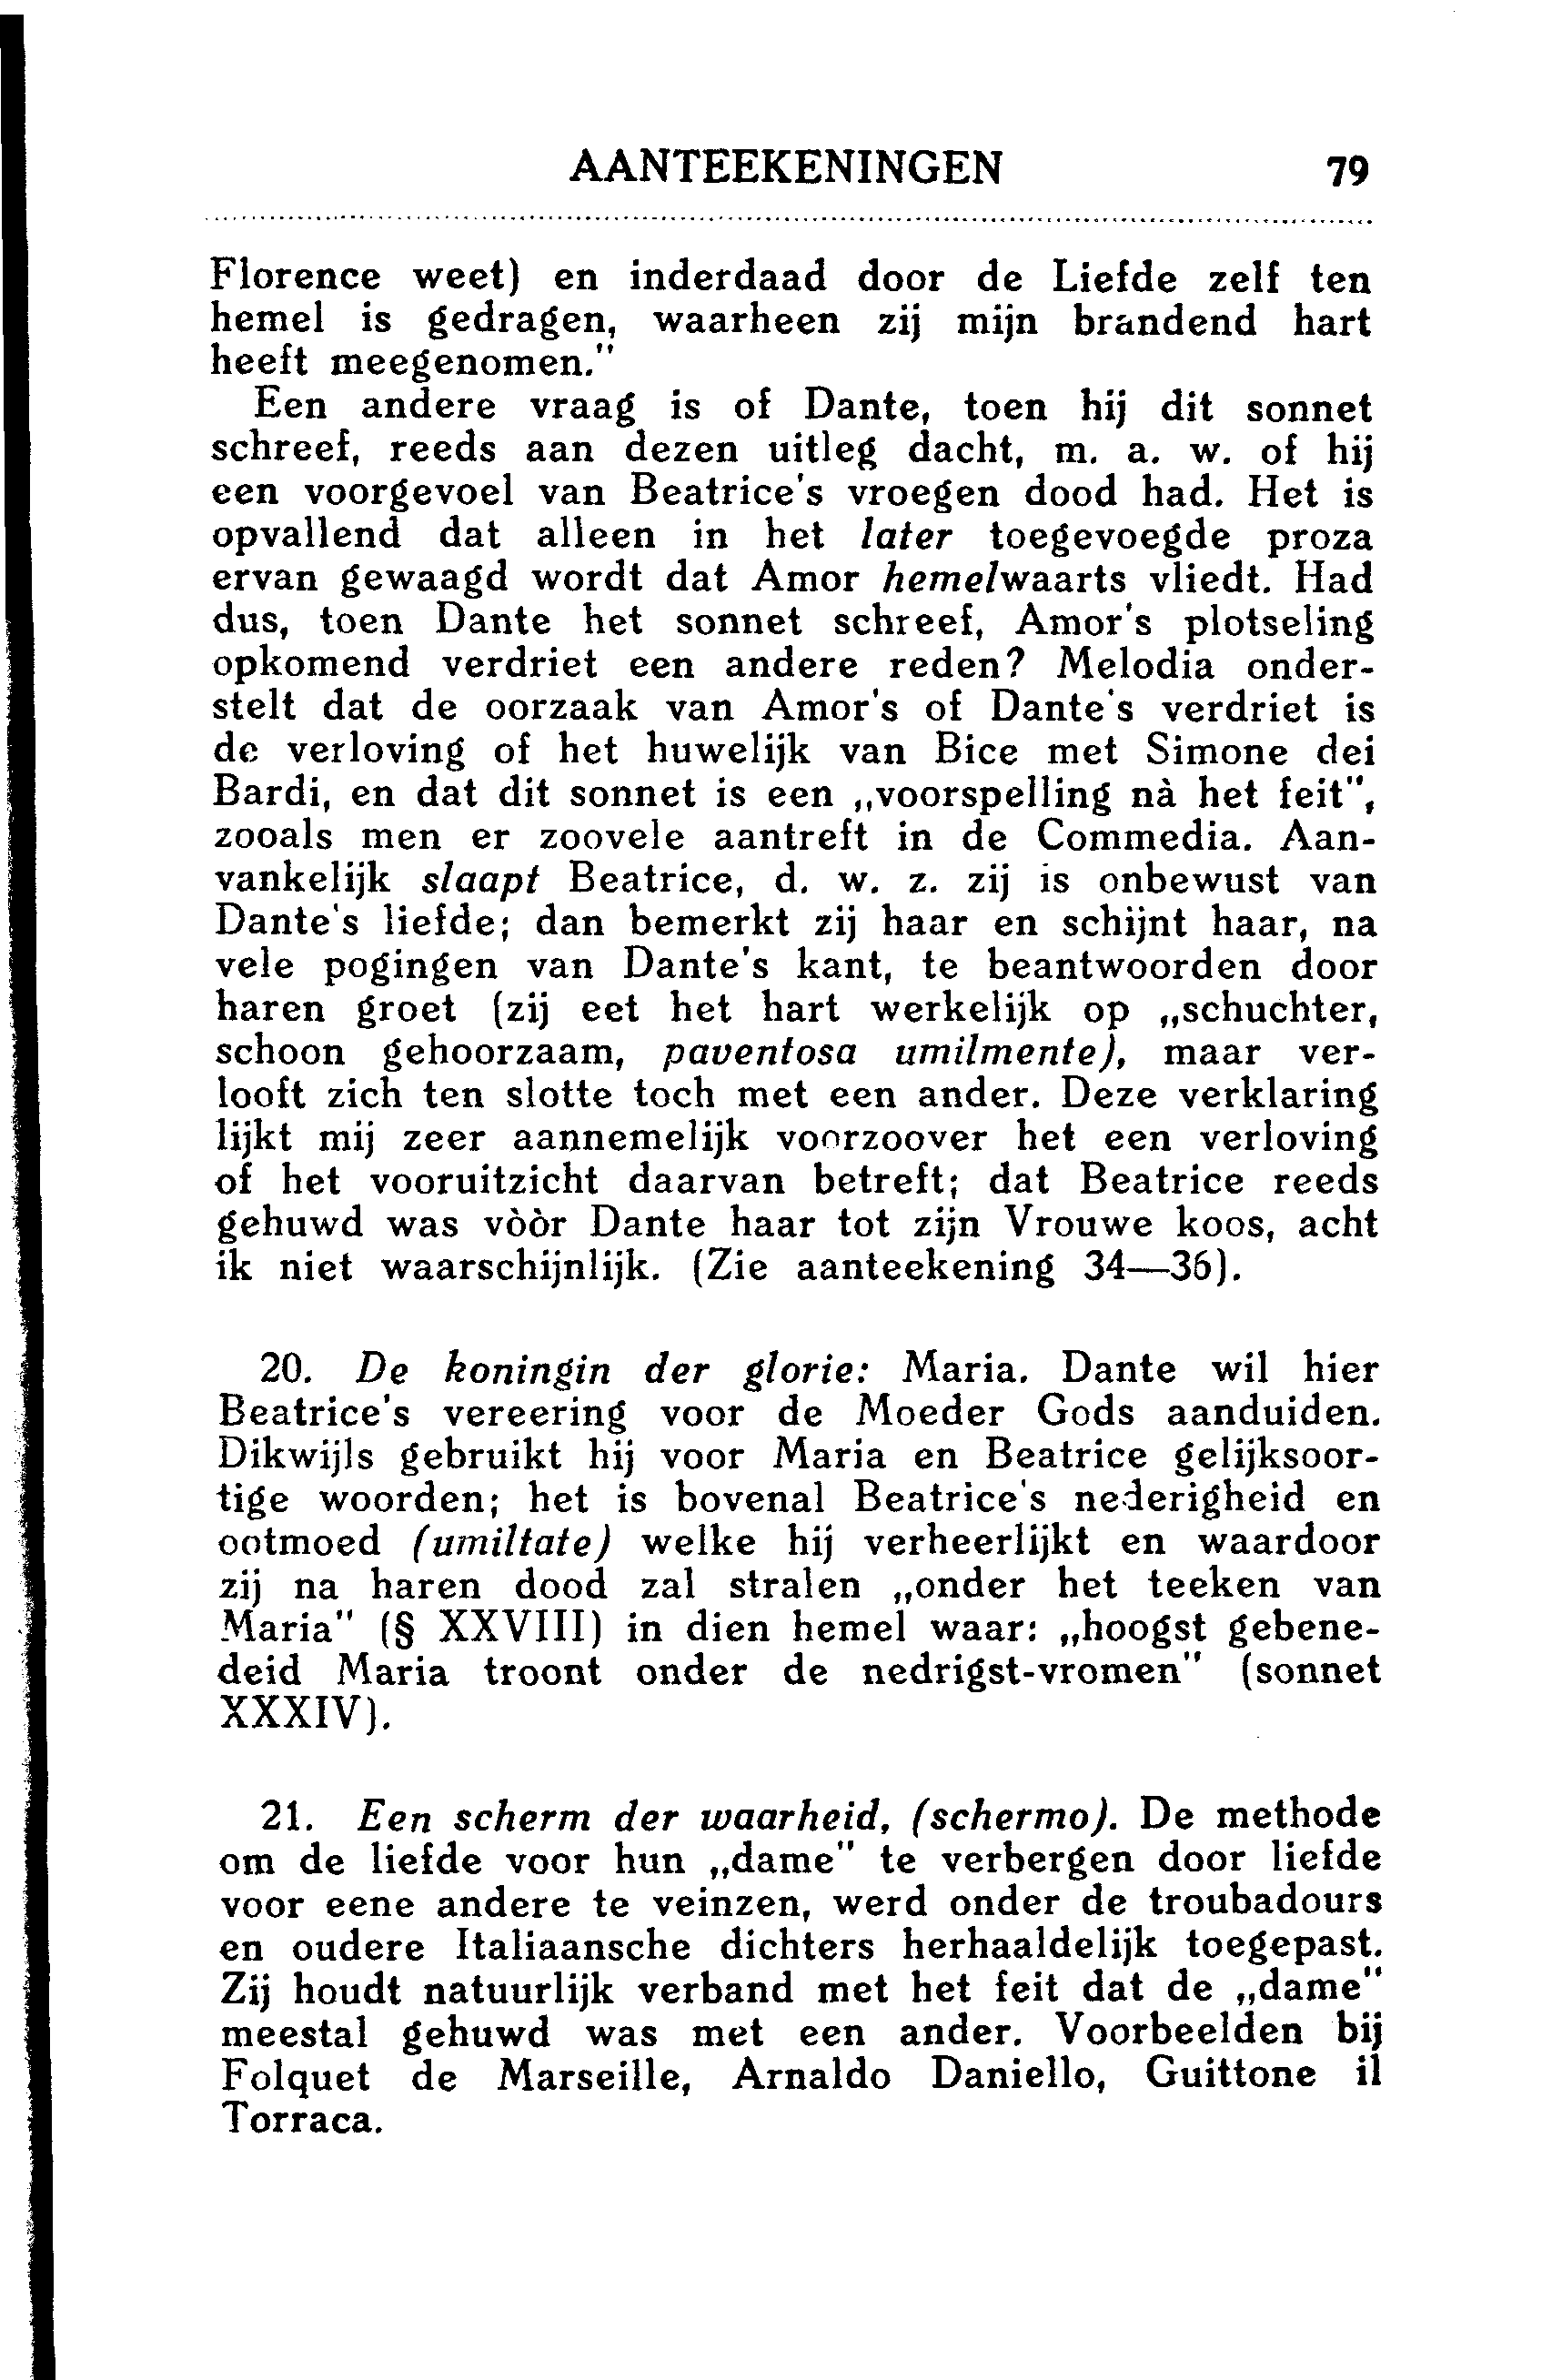 AANTEEKENINGEN 79
Florence weet) en inderdaad door de Liefde zelf ten
hemel is gedragen, waarheen zij mijn brandend hart
heeft meegenomen."
Een andere vraag is of Dante, toen hij dit sonnet
schreef, reeds aan dezen uitleg dacht, m. a. w. of hij
een voorgevoel van Beatrice's vroegen dood had. Het is
opvallend dat alleen in het later toegevoegde proza
ervan gewaagd wordt dat Amor hemelwaarts vliedt. Had
dus, toen Dante het sonnet schreef, Amor's plotseling
opkomend verdriet een andere reden? Melodia onder-
stelt dat de oorzaak van Amor's of Dante's verdriet is
de verloving of het huwelijk van Bice met Simone dei
Bardi, en dat dit sonnet is een „voorspelling nà het feit",
zooals men er zoovele aantreft in de Commedia. Aan-
vankelijk slaapt Beatrice, d. w. z. zij is onbewust van
Dante's liefde; dan bemerkt zij haar en schijnt haar, na
vele pogingen van Dante's kant, te beantwoorden door
haren groet (zij eet het hart werkelijk op „schuchter,
schoon gehoorzaam, paventosa umilmente), maar ver-
looft zich ten slotte toch met een ander. Deze verklaring
lijkt mij zeer aannemelijk voorzoover het een verloving
of het vooruitzicht daarvan betreft; dat Beatrice reeds
gehuwd was vòòr Dante haar tot zijn Vrouwe koos, acht
ik niet waarschijnlijk. (Zie aanteekening 34—36).
20. De koningin der glorie: Maria. Dante wil hier
Beatrice's vereering voor de Moeder Gods aanduiden.
Dikwijls gebruikt hij voor Maria en Beatrice gelijksoor-
tige woorden; het is bovenal Beatrice's nederigheid en
ootmoed (umiltate) welke hij verheerlijkt en waardoor
zij na haren dood zal stralen „onder het teeken van
Maria" (§ XXVIII) in dien hemel waar: „hoogst gebene-
deid Maria troont onder de nedrigst-vromen" (sonnet
XXXIV).
21. Een scherm der waarheid, (schermo). De methode
om de liefde voor hun „dame" te verbergen door liefde
voor eene andere te veinzen, werd onder de troubadours
en oudere Italiaansche dichters herhaaldelijk toegepast.
Zij houdt natuurlijk verband met het feit dat de „dame"
meestal gehuwd was met een ander. Voorbeelden bij
Folquet de Marseille, Arnaldo Daniello, Guittone il
Torraca.